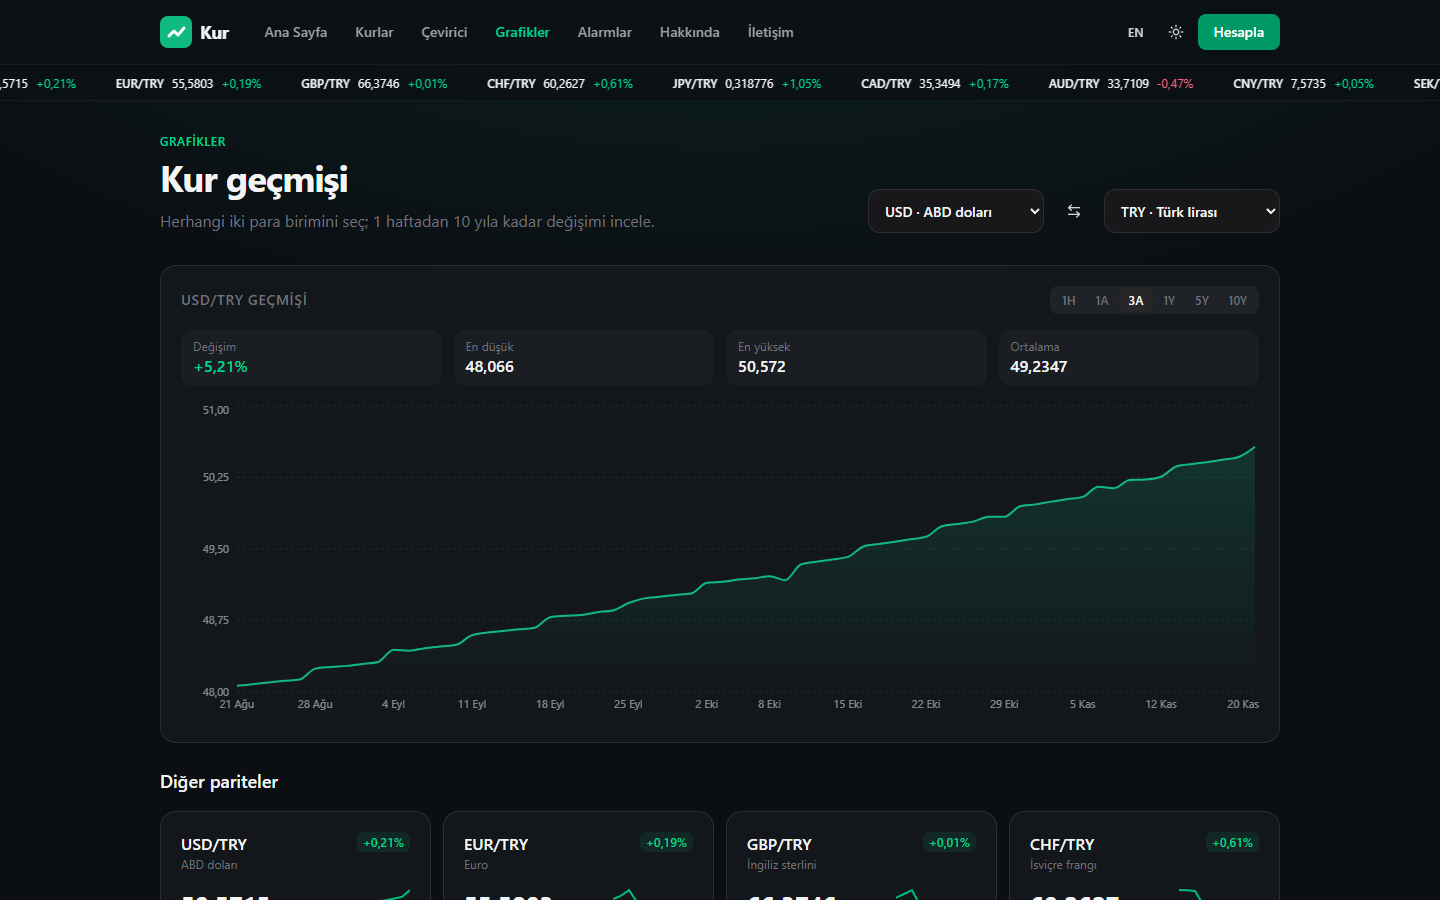 Kur
Ana Sayfa Kurlar Çevirici Grafikler Alarmlar Hakkında İletişim
EN
Hesapla
,5715 +0,21% EUR/TRY 55,5803 +0,19% GBP/TRY 66,3746 +0,01% CHF/TRY 60,2627 +0,61% JPY/TRY 0,318776 +1,05% CAD/TRY 35,3494 +0,17% AUD/TRY 33,7109 -0,47% CNY/TRY 7,5735 +0,05% SEK/
GRAFİKLER
Kur geçmişi
Herhangi iki para birimini seç; 1 haftadan 10 yıla kadar değişimi incele.
USD · ABD doları
TRY · Türk lirası
USD/TRY GEÇMİŞİ
1H 1A 3A 1Y 5Y 10Y
Değişim
+5,21%
En düşük
48,066
En yüksek
50,572
Ortalama
49,2347
51,00
50,25
49,50
48,75
48,00
21 Ağu 28 Ağu 4 Eyl 11 Eyl 18 Eyl 25 Eyl 2 Eki 8 Eki 15 Eki 22 Eki 29 Eki 5 Kas 12 Kas 20 Kas
Diğer pariteler
USD/TRY
+0,21%
ABD doları
EUR/TRY
+0,19%
Euro
GBP/TRY
+0,01%
İngiliz sterlini
CHF/TRY
+0,61%
İsviçre frangı